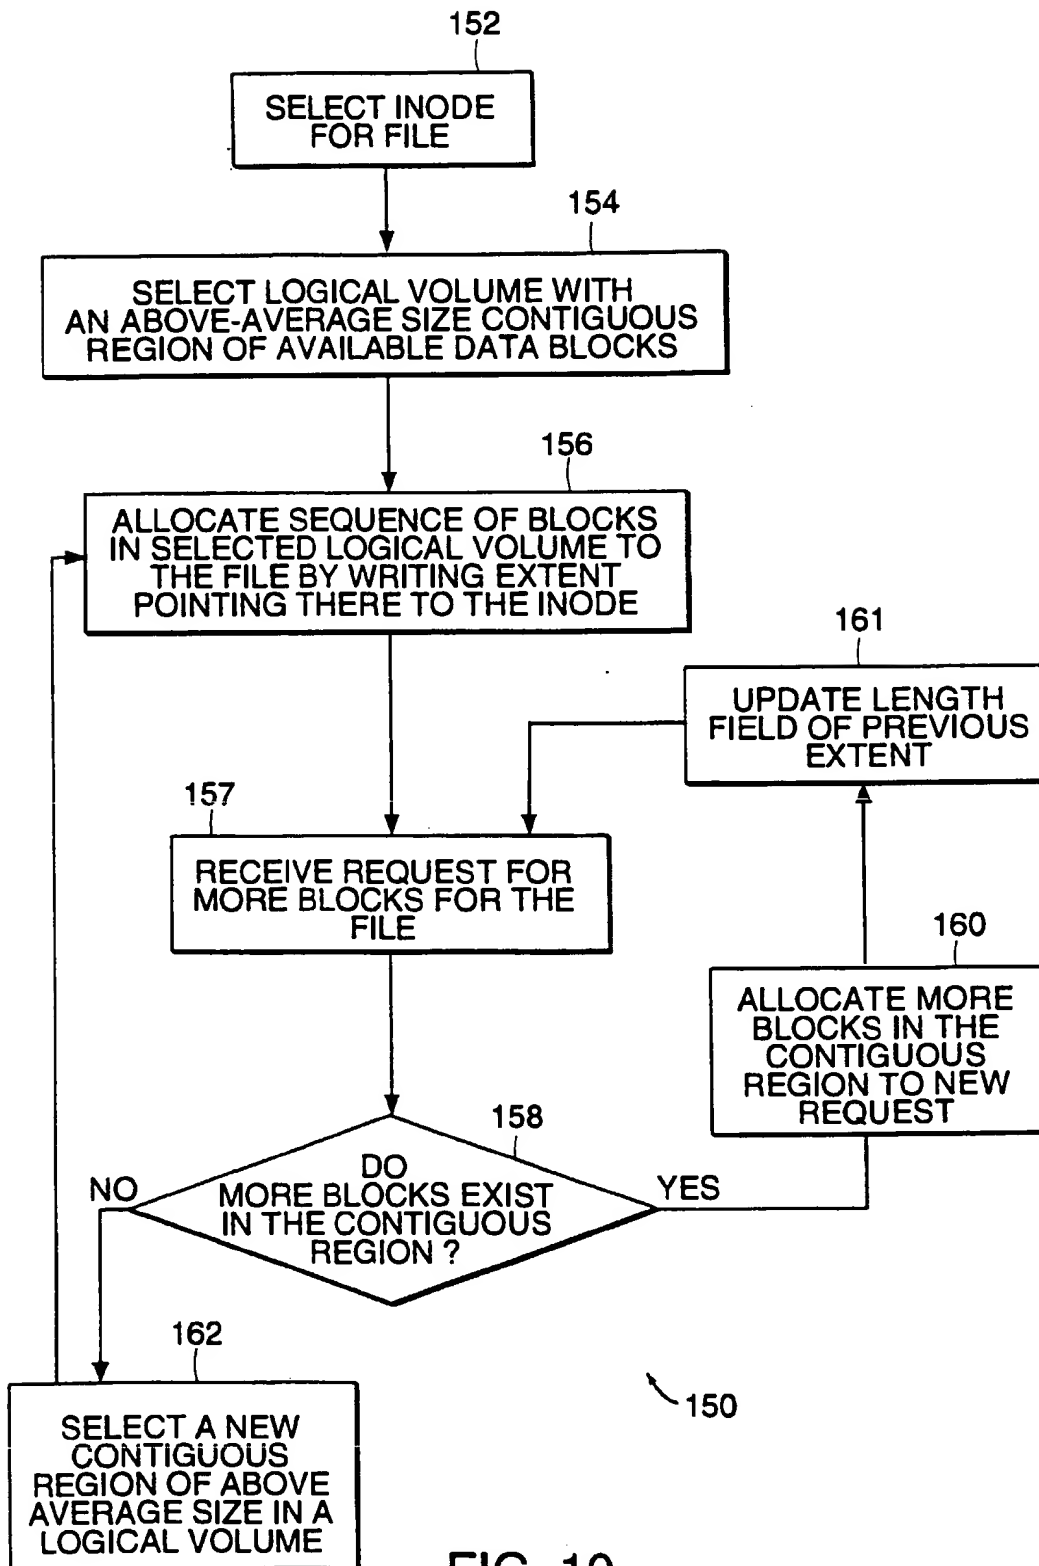 152
SELECT INODE
FOR FILE
154
SELECT LOGICAL VOLUME WITH
AN ABOVE-AVERAGE SIZE CONTIGUOUS
REGION OF AVAILABLE DATA BLOCKS
156
ALLOCATE SEQUENCE OF BLOCKS
IN SELECTED LOGICAL VOLUME TO
THE FILE BY WRITING EXTENT
POINTING THERE TO THE INODE
161
UPDATE LENGTH
FIELD OF PREVIOUS
EXTENT
157
RECEIVE REQUEST FOR
MORE BLOCKS FOR THE
FILE
160
ALLOCATE MORE
BLOCKS IN THE
CONTIGUOUS
REGION TO NEW
REQUEST
158
DO
MORE BLOCKS EXIST
IN THE CONTIGUOUS
REGION ?
NO
YES
162
SELECT A NEW
CONTIGUOUS
REGION OF ABOVE
AVERAGE SIZE IN A
LOGICAL VOLUME
150
FIG. 10